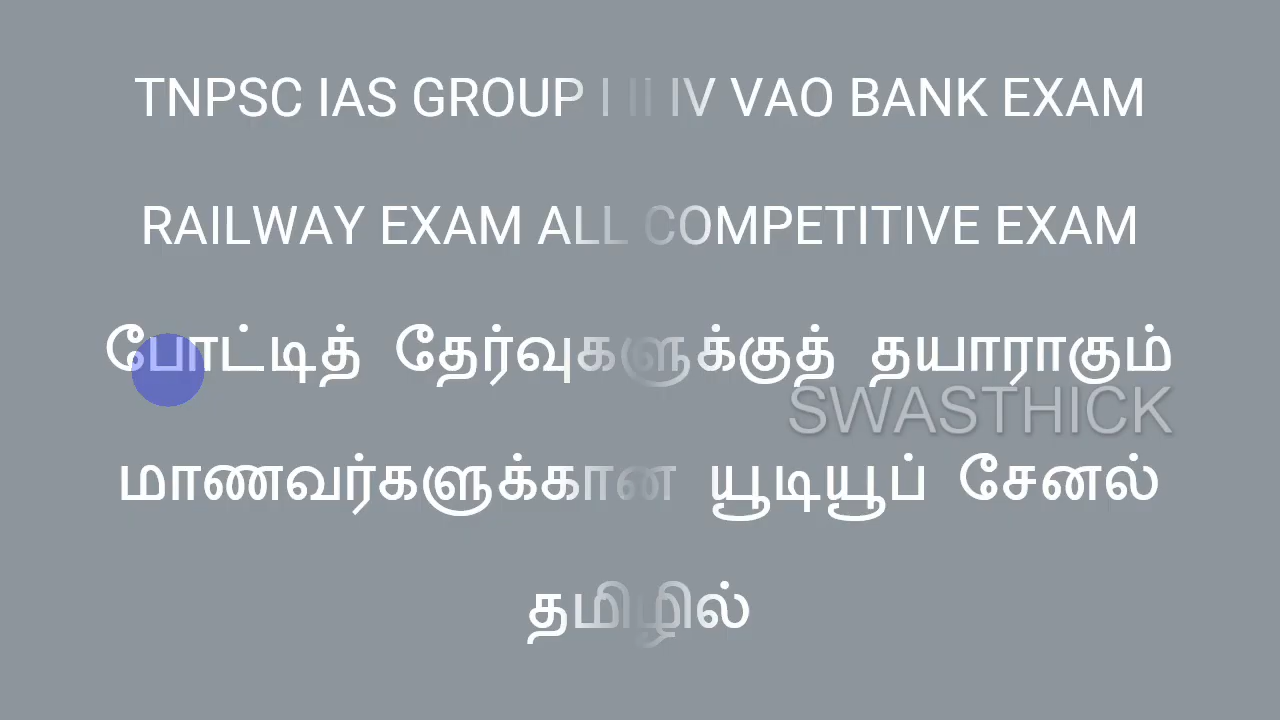 TNPSC IAS GROUP I II IV VAO BANK EXAM
RAILWAY EXAM ALL COMPETITIVE EXAM
போட்டித் தேர்வுகளுக்குத் தயாராகும்
SWASTHICK
மாணவர்களுக்கான யூடியூப் சேனல்
தமிழில்